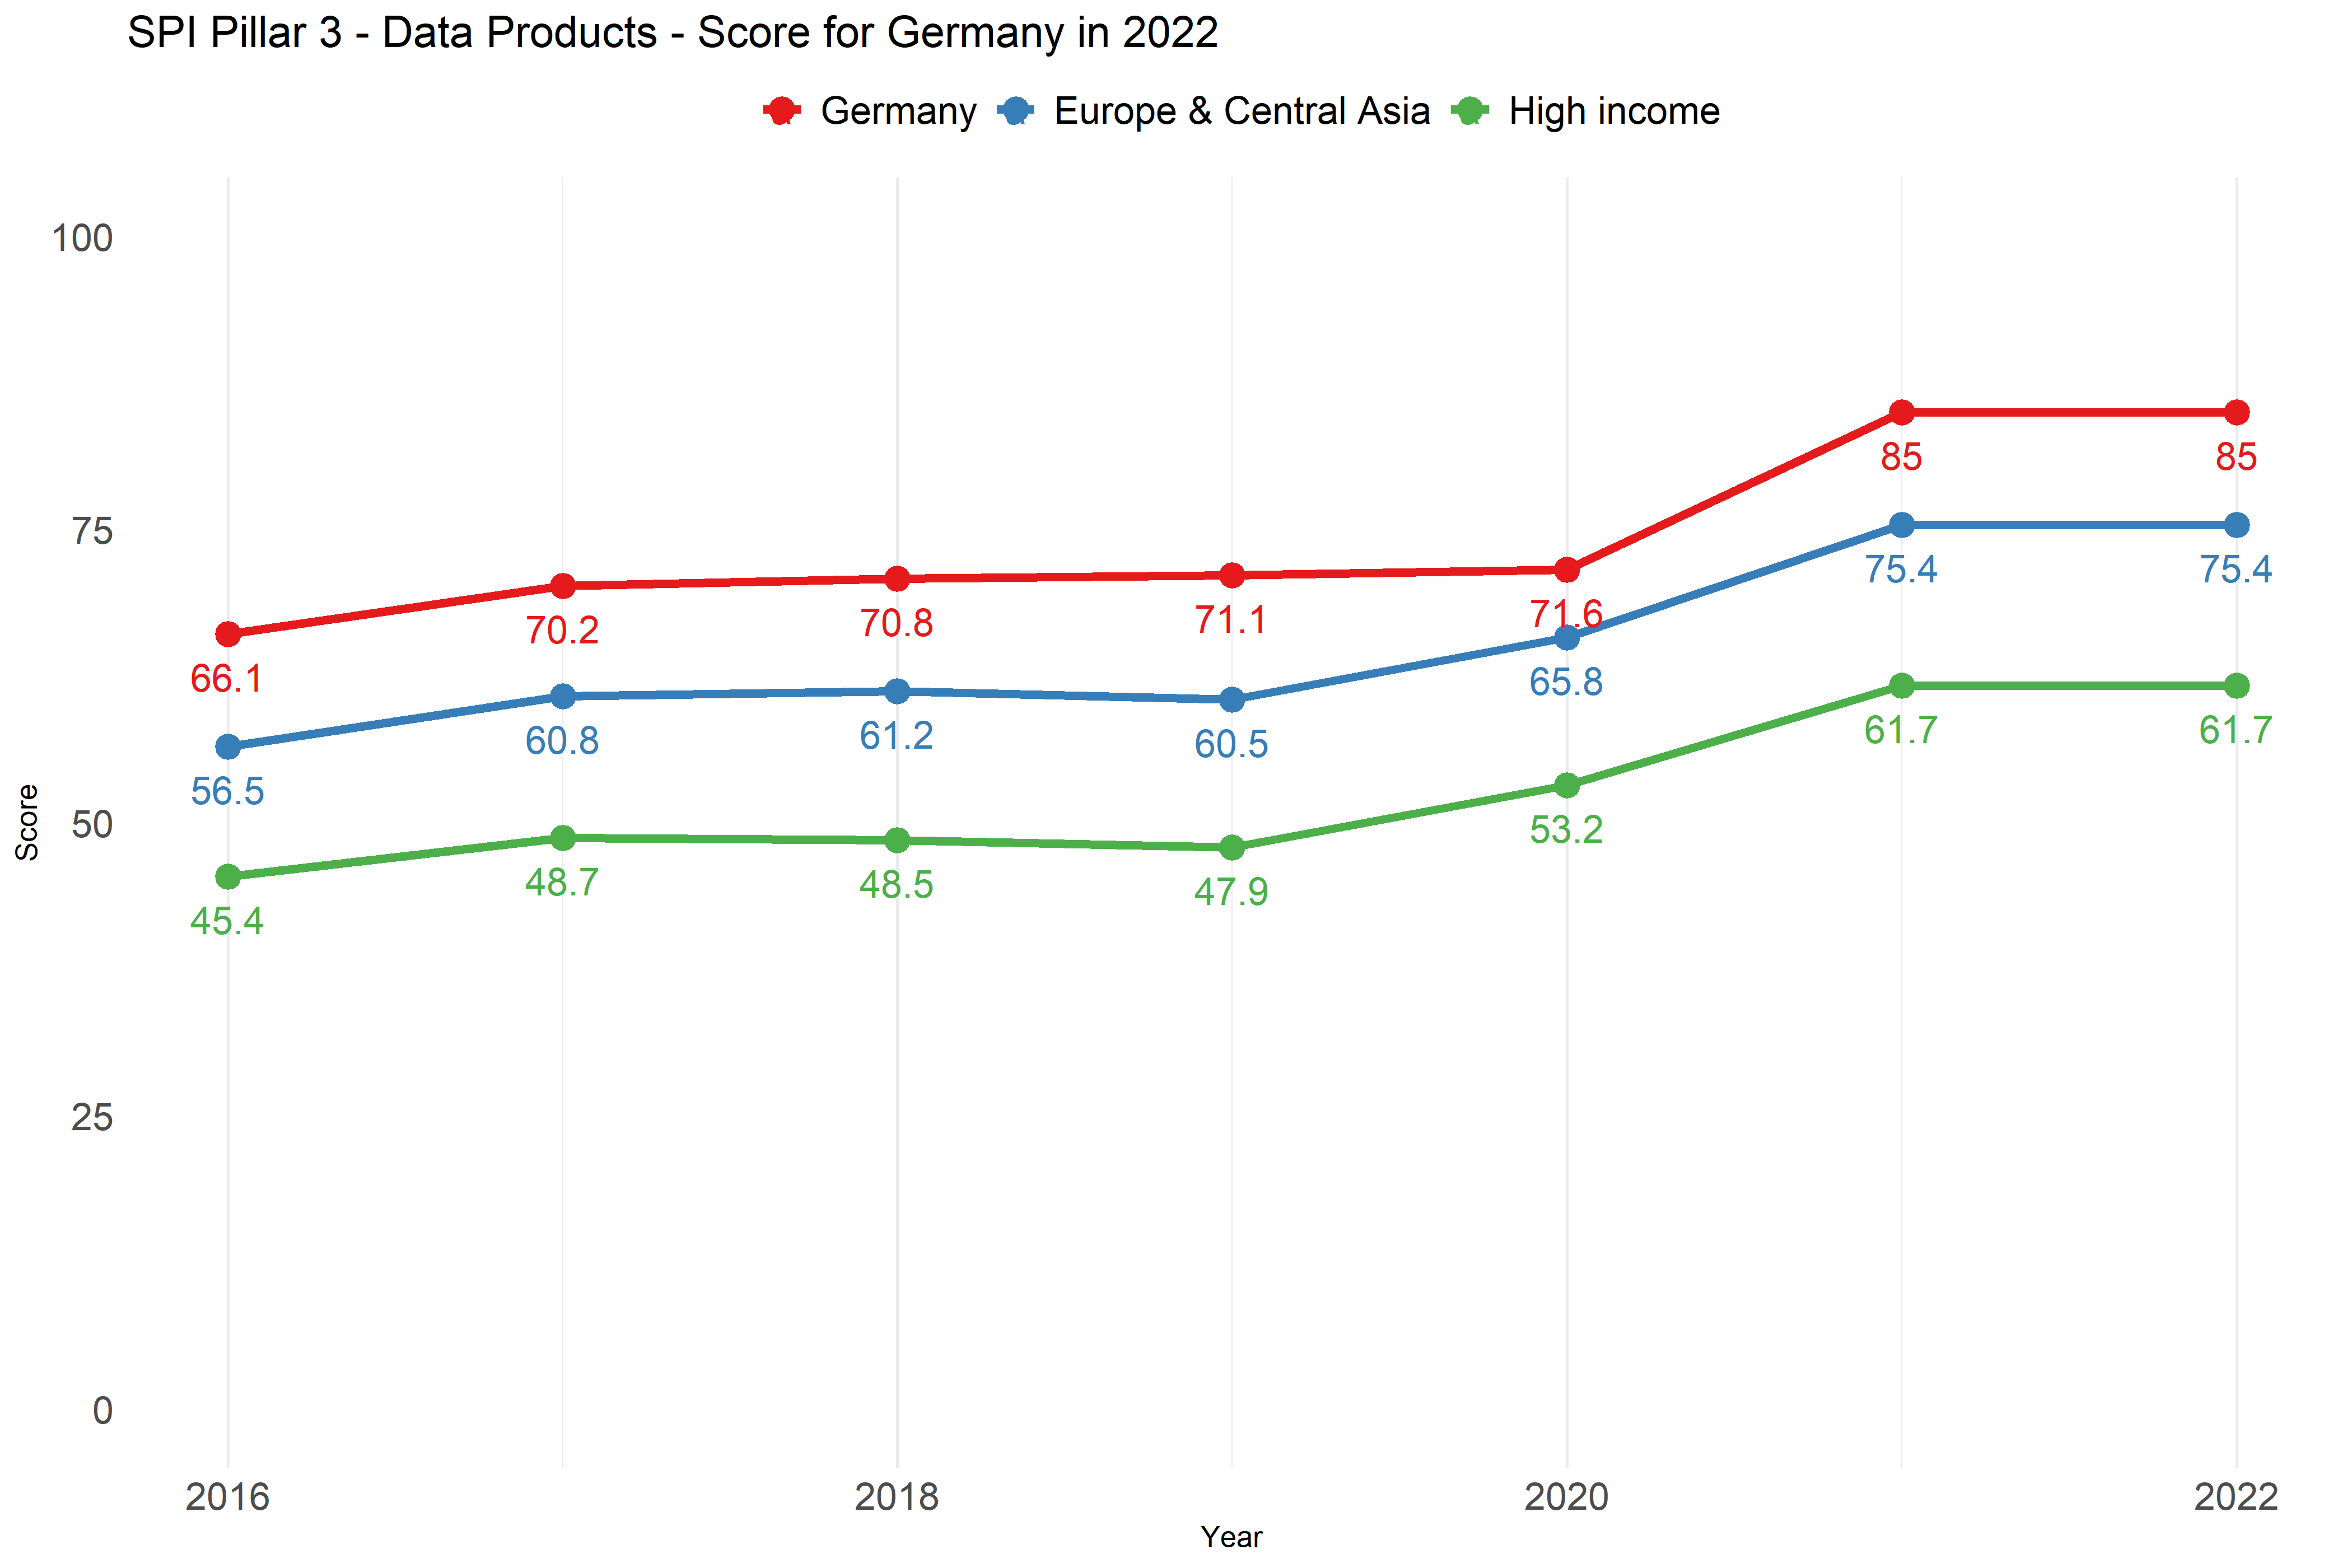 SPI Pillar 3 - Data Products - Score for Germany in 2022
Germany Europe & Central Asia High income
100
75
50
25
0
Score
66.1 70.2 70.8 71.1 71.6 85 85
56.5 60.8 61.2 60.5 65.8 75.4 75.4
45.4 48.7 48.5 47.9 53.2 61.7 61.7
2016 2018 2020 2022
Year